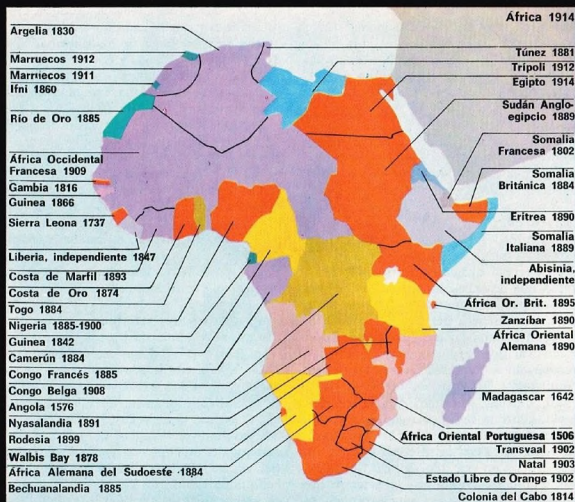 África 1914
Argelia 1830
Marruecos 1912
Marruecos 1911
Ifni 1860
Río de Oro 1885
África Occidental
Francesa 1909
Gambia 1816
Guinea 1866
Sierra Leona 1737
Liberia, independiente 1847
Costa de Marfil 1893
Costa de Oro 1874
Togo 1884
Nigeria 1885-1900
Guinea 1842
Camerún 1884
Congo Francés 1885
Congo Belga 1908
Angola 1576
Nyasalandia 1891
Rodesia 1899
Walbis Bay 1878
África Alemana del Sudoeste 1884
Bechuanalandia 1885
Túnez 1881
Trípoli 1912
Egipto 1914
Sudán Anglo-
egipcio 1889
Somalia
Francesa 1802
Somalia
Británica 1884
Eritrea 1890
Somalia
Italiana 1889
Abisinia,
independiente
África Or. Brit. 1895
Zanzíbar 1890
África Oriental
Alemana 1890
Madagascar 1642
África Oriental Portuguesa 1506
Transvaal 1902
Natal 1903
Estado Libre de Orange 1902
Colonia del Cabo 1814